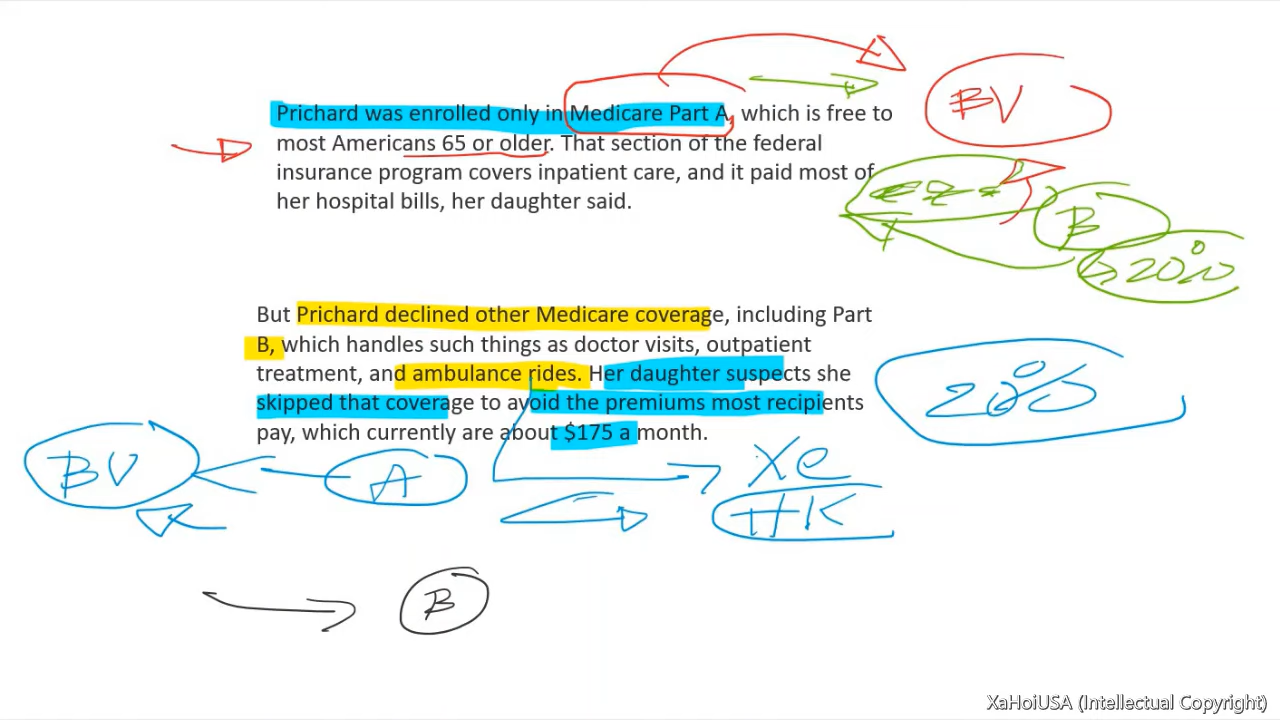 BV
Prichard was enrolled only in Medicare Part A, which is free to
most Americans 65 or older. That section of the federal
insurance program covers inpatient care, and it paid most of
her hospital bills, her daughter said.
B
20%
But Prichard declined other Medicare coverage, including Part
B, which handles such things as doctor visits, outpatient
treatment, and ambulance rides. Her daughter suspects she
skipped that coverage to avoid the premiums most recipients
pay, which currently are about $175 a month.
20%
BV
A
Xe
HK
B
XaHoiUSA (Intellectual Copyright)